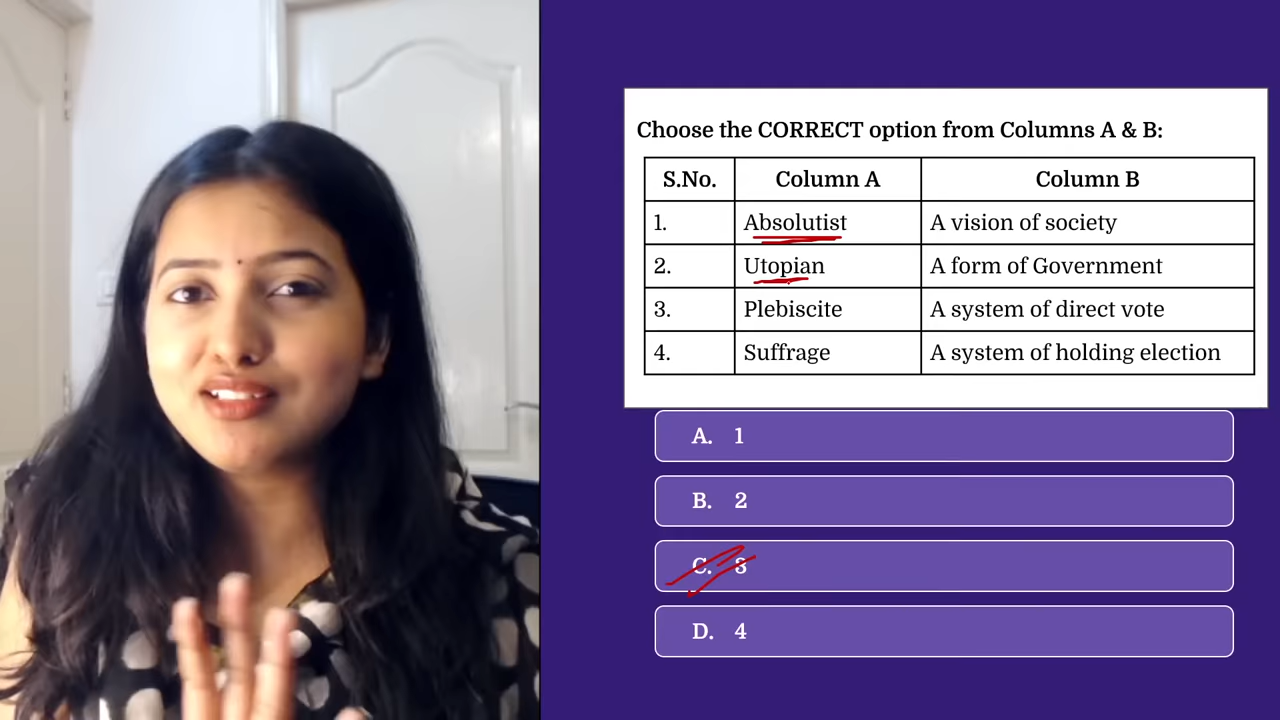 Choose the CORRECT option from Columns A & B:
S.No. Column A Column B
1. Absolutist A vision of society
2. Utopian A form of Government
3. Plebiscite A system of direct vote
4. Suffrage A system of holding election
A. 1
B. 2
C. 3
D. 4